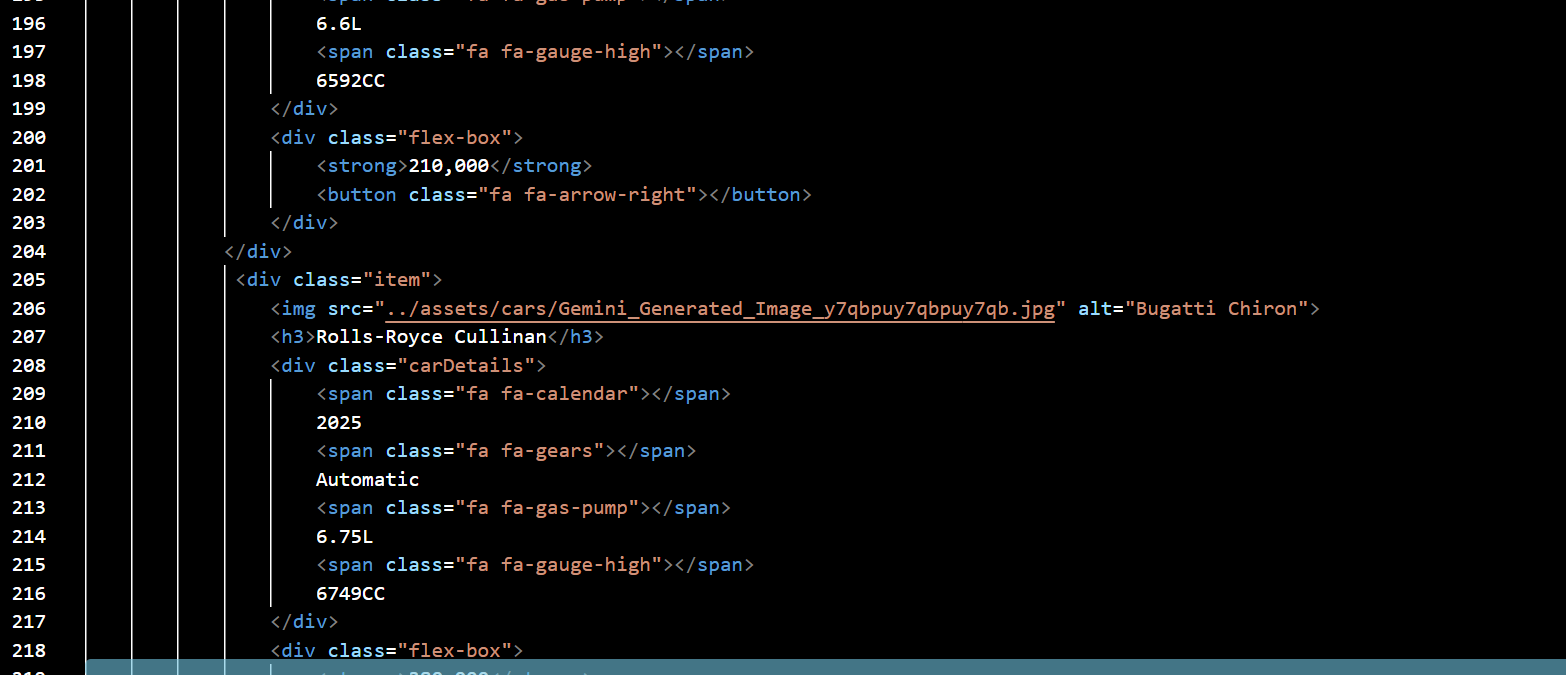 196 6.6L
197 <span class="fa fa-gauge-high"></span>
198 6592CC
199 </div>
200 <div class="flex-box">
201 <strong>210,000</strong>
202 <button class="fa fa-arrow-right"></button>
203 </div>
204 </div>
205 <div class="item">
206 <img src="../assets/cars/Gemini_Generated_Image_y7qbpuy7qbpuy7qb.jpg" alt="Bugatti Chiron">
207 <h3>Rolls-Royce Cullinan</h3>
208 <div class="carDetails">
209 <span class="fa fa-calendar"></span>
210 2025
211 <span class="fa fa-gears"></span>
212 Automatic
213 <span class="fa fa-gas-pump"></span>
214 6.75L
215 <span class="fa fa-gauge-high"></span>
216 6749CC
217 </div>
218 <div class="flex-box">